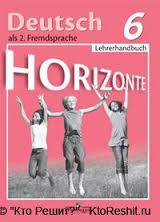 Deutsch 6
als 2. Fremdsprache
Lehrerhandbuch
HORIZONTE
© "Кто Решит?" KtoReshit.ru